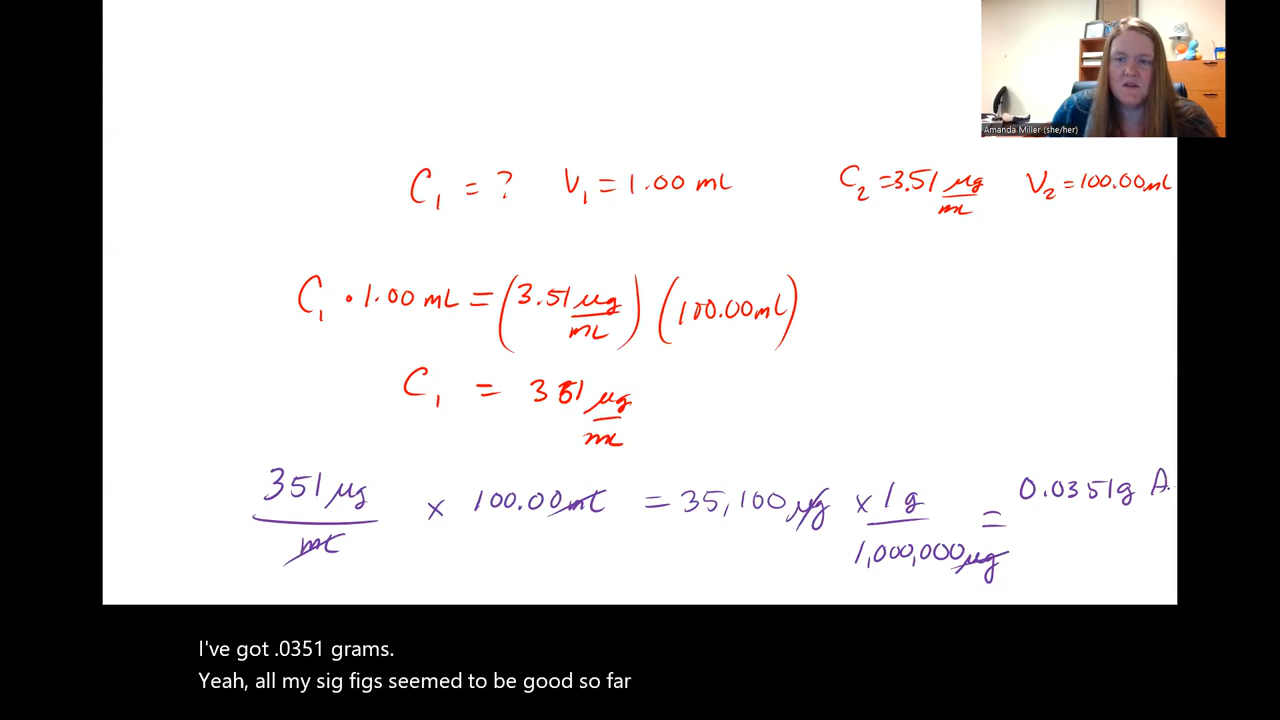 Amanda Miller (she/her)
C₁ = ? V₁ = 1.00 mL C₂ = 3.51 µg/mL V₂ = 100.00 mL
C₁ · 1.00 mL = (3.51 µg/mL) (100.00 mL)
C₁ = 351 µg/mL
351 µg/mL × 100.00 mL = 35,100 µg × 1 g/1,000,000 µg = 0.0351 g A.
I've got .0351 grams.
Yeah, all my sig figs seemed to be good so far